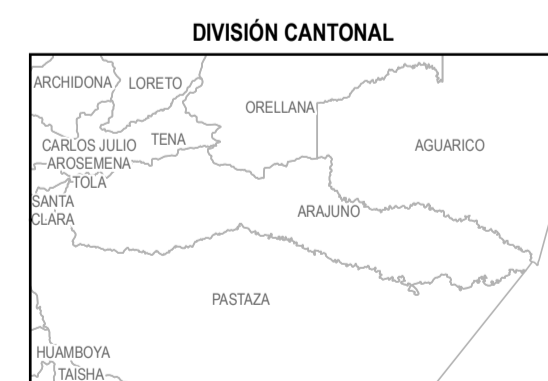 DIVISIÓN CANTONAL
ARCHIDONA
LORETO
ORELLANA
CARLOS JULIO
AROSEMENA
TOLA
TENA
AGUARICO
SANTA
CLARA
ARAJUNO
PASTAZA
HUAMBOYA
TAISHA